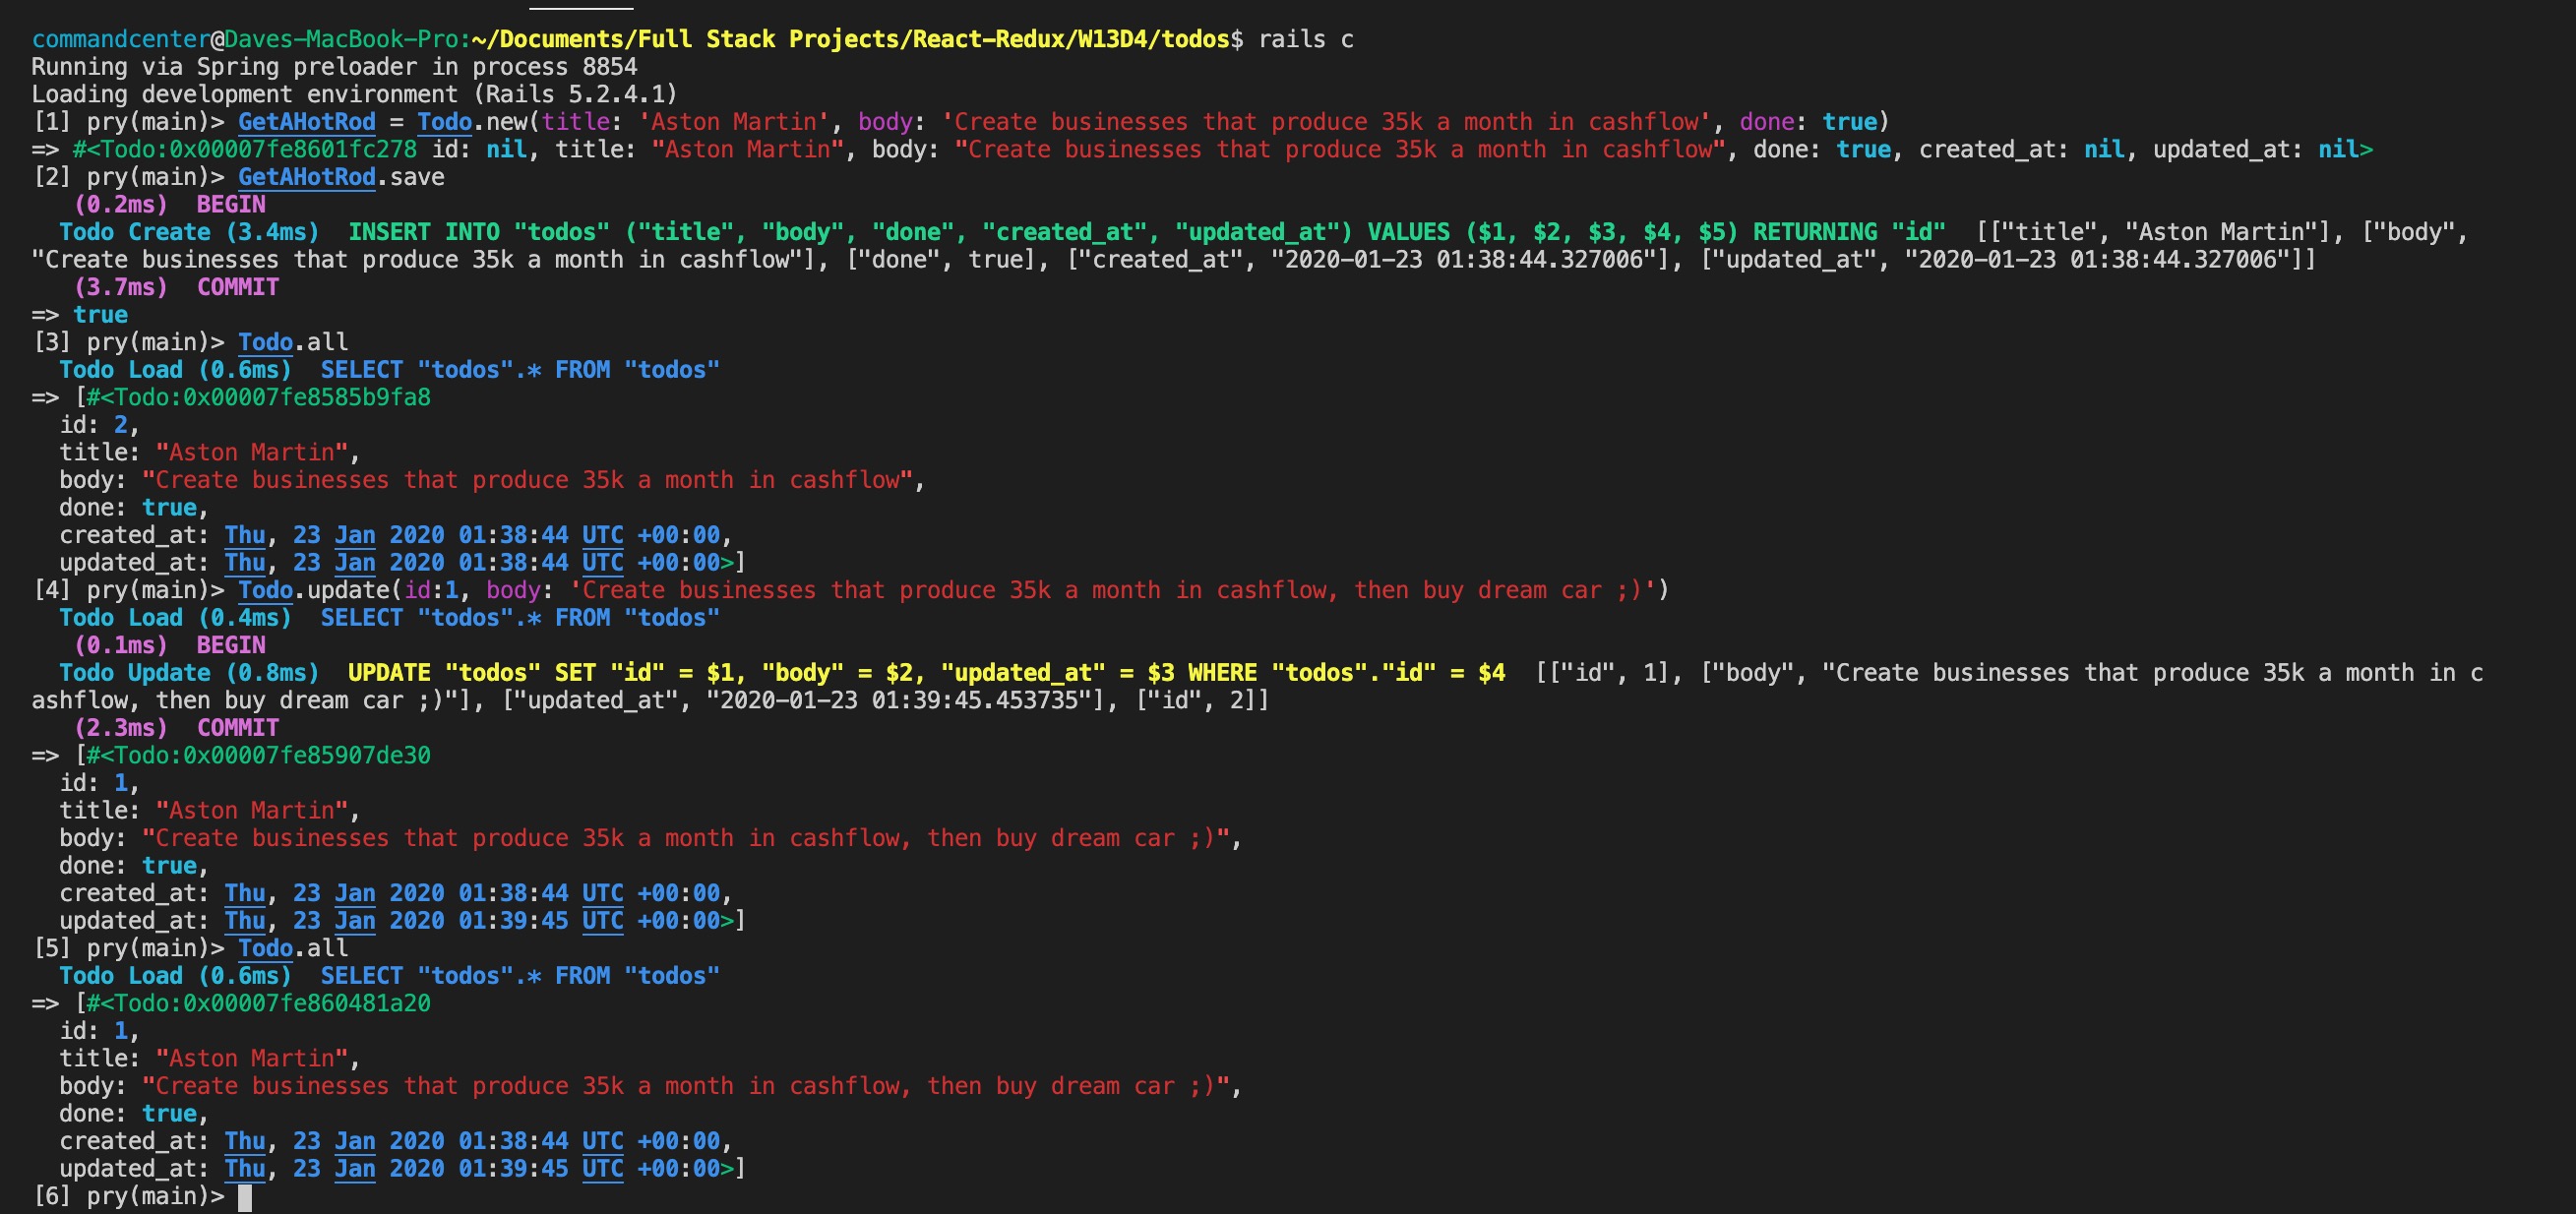 commandcenter@Daves-MacBook-Pro:~/Documents/Full Stack Projects/React-Redux/W13D4/todos$ rails c
Running via Spring preloader in process 8854
Loading development environment (Rails 5.2.4.1)
[1] pry(main)> GetAHotRod = Todo.new(title: 'Aston Martin', body: 'Create businesses that produce 35k a month in cashflow', done: true)
=> #<Todo:0x00007fe8601fc278 id: nil, title: "Aston Martin", body: "Create businesses that produce 35k a month in cashflow", done: true, created_at: nil, updated_at: nil>
[2] pry(main)> GetAHotRod.save
   (0.2ms)  BEGIN
  Todo Create (3.4ms)  INSERT INTO "todos" ("title", "body", "done", "created_at", "updated_at") VALUES ($1, $2, $3, $4, $5) RETURNING "id"  [["title", "Aston Martin"], ["body",
"Create businesses that produce 35k a month in cashflow"], ["done", true], ["created_at", "2020-01-23 01:38:44.327006"], ["updated_at", "2020-01-23 01:38:44.327006"]]
   (3.7ms)  COMMIT
=> true
[3] pry(main)> Todo.all
  Todo Load (0.6ms)  SELECT "todos".* FROM "todos"
=> [#<Todo:0x00007fe8585b9fa8
  id: 2,
  title: "Aston Martin",
  body: "Create businesses that produce 35k a month in cashflow",
  done: true,
  created_at: Thu, 23 Jan 2020 01:38:44 UTC +00:00,
  updated_at: Thu, 23 Jan 2020 01:38:44 UTC +00:00>]
[4] pry(main)> Todo.update(id:1, body: 'Create businesses that produce 35k a month in cashflow, then buy dream car ;)')
  Todo Load (0.4ms)  SELECT "todos".* FROM "todos"
   (0.1ms)  BEGIN
  Todo Update (0.8ms)  UPDATE "todos" SET "id" = $1, "body" = $2, "updated_at" = $3 WHERE "todos"."id" = $4  [["id", 1], ["body", "Create businesses that produce 35k a month in c
ashflow, then buy dream car ;)"], ["updated_at", "2020-01-23 01:39:45.453735"], ["id", 2]]
   (2.3ms)  COMMIT
=> [#<Todo:0x00007fe85907de30
  id: 1,
  title: "Aston Martin",
  body: "Create businesses that produce 35k a month in cashflow, then buy dream car ;)",
  done: true,
  created_at: Thu, 23 Jan 2020 01:38:44 UTC +00:00,
  updated_at: Thu, 23 Jan 2020 01:39:45 UTC +00:00>]
[5] pry(main)> Todo.all
  Todo Load (0.6ms)  SELECT "todos".* FROM "todos"
=> [#<Todo:0x00007fe860481a20
  id: 1,
  title: "Aston Martin",
  body: "Create businesses that produce 35k a month in cashflow, then buy dream car ;)",
  done: true,
  created_at: Thu, 23 Jan 2020 01:38:44 UTC +00:00,
  updated_at: Thu, 23 Jan 2020 01:39:45 UTC +00:00>]
[6] pry(main)>